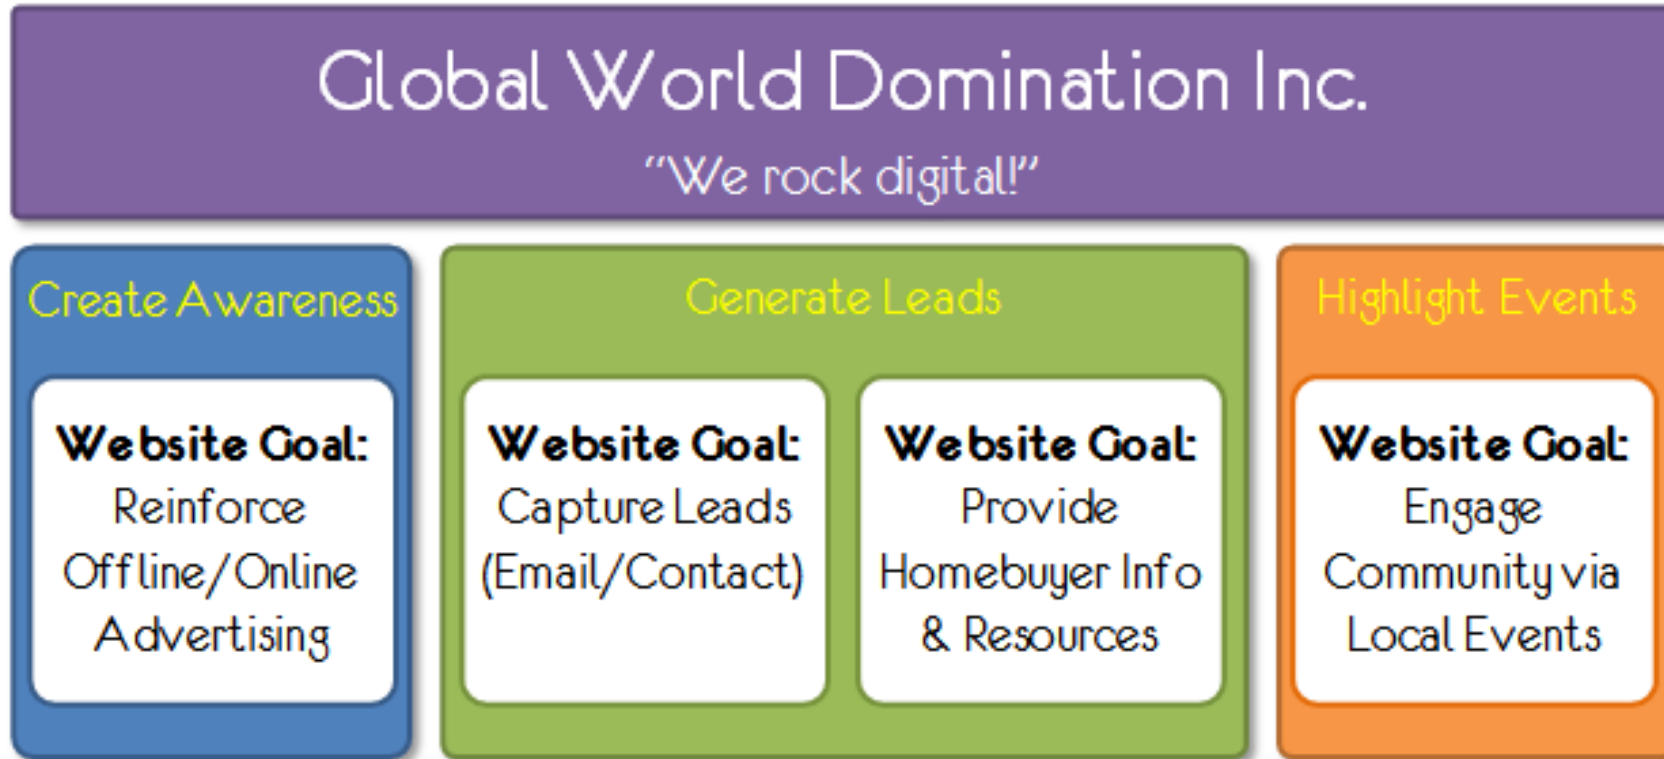 Global World Domination Inc.
“We rock digital!”
Create Awareness
Website Goal:
Reinforce
Offline/Online
Advertising
Generate Leads
Website Goal:
Capture Leads
(Email/Contact)
Website Goal:
Provide
Homebuyer Info
& Resources
Highlight Events
Website Goal:
Engage
Community via
Local Events